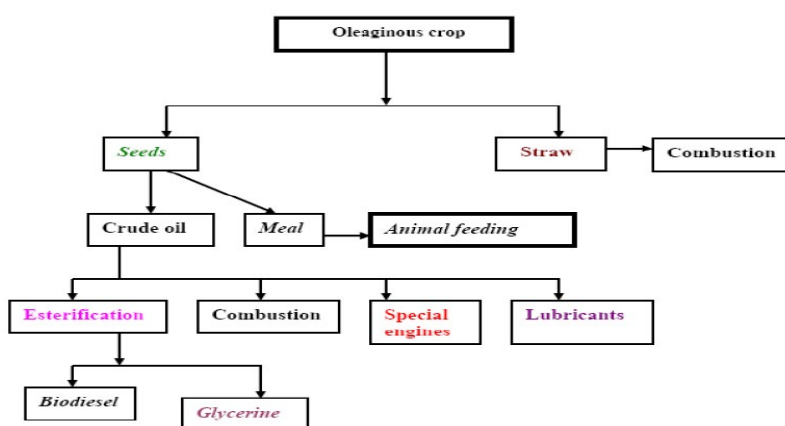 Oleaginous crop
Seeds
Straw
Combustion
Crude oil
Meal
Animal feeding
Esterification
Combustion
Special
engines
Lubricants
Biodiesel
Glycerine